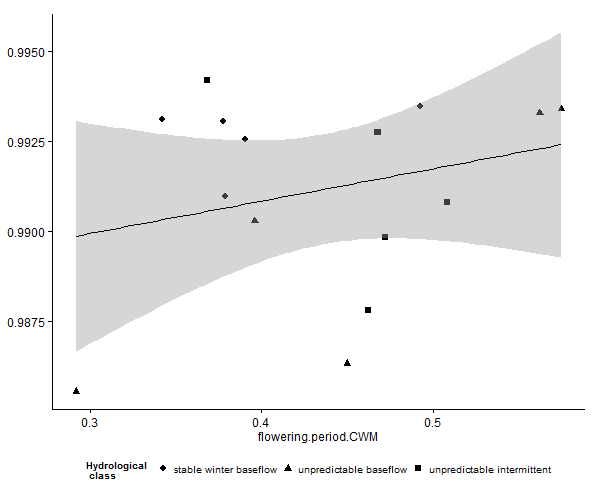 0.9950
0.9925
0.9900
0.9875
0.3 0.4 0.5
flowering.period.CWM
Hydrological
class
stable winter baseflow unpredictable baseflow unpredictable intermittent